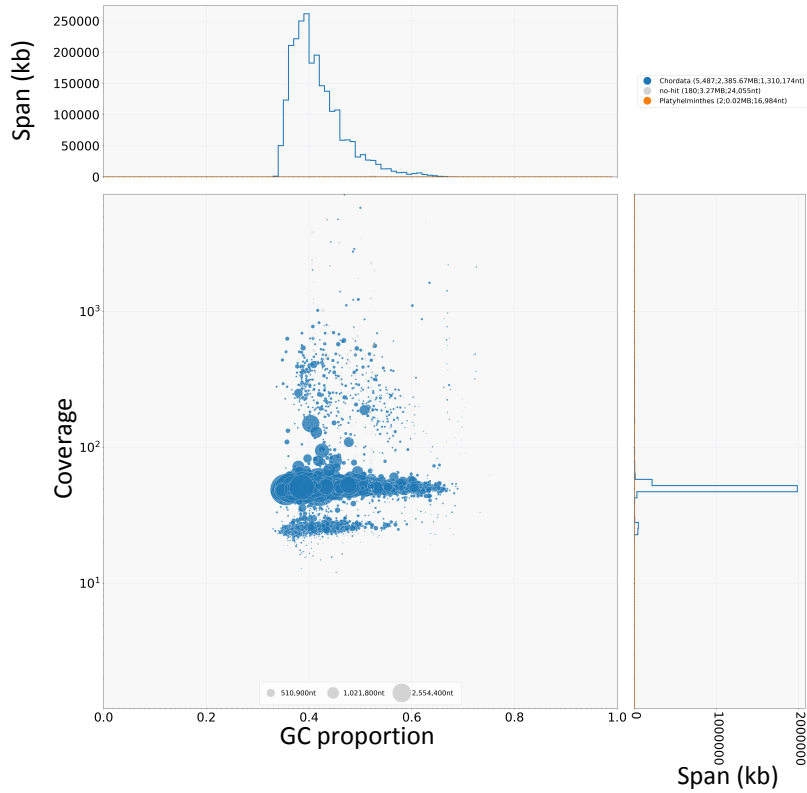 Span (kb)
250000
200000
150000
100000
50000
0
Chordata (5,487;2,385.67MB;1,310,174nt)
no-hit (180;3.27MB;24,055nt)
Platyhelminthes (2;0.02MB;16,984nt)
Coverage
10³
10²
10¹
510,900nt 1,021,800nt 2,554,400nt
0.0 0.2 0.4 0.6 0.8 1.0
GC proportion
0 1000000 2000000
Span (kb)